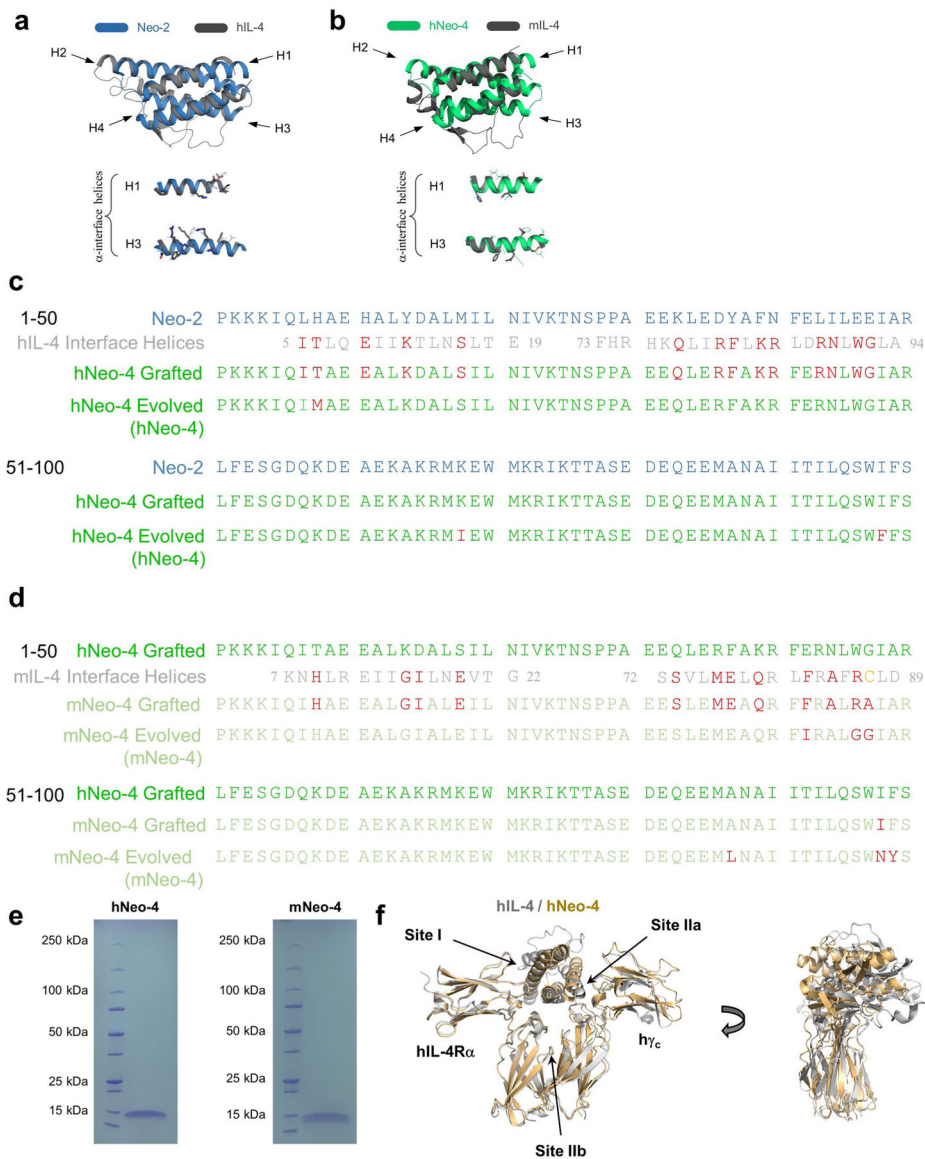 a
Neo-2 hIL-4
H2 H1
H4 H3
α-interface helices
H1
H3
b
hNeo-4 mIL-4
H2 H1
H4 H3
α-interface helices
H1
H3
c
1-50 Neo-2 PKKKIQLHAE HALYDALMIL NIVKTNSPPA EEKLEDYAFN FELILEEIAR
hIL-4 Interface Helices 5 ITLQ EIIKTLNSLT E 19 73 FHR HKQLIRFLKR LDRNLWGLA 94
hNeo-4 Grafted PKKKIQITAE EALKDALSIL NIVKTNSPPA EEQLERFAKR FERNLWGIAR
hNeo-4 Evolved PKKKIQIMAE EALKDALSIL NIVKTNSPPA EEQLERFAKR FERNLWGIAR
(hNeo-4)
51-100 Neo-2 LFESGDQKDE AEKAKRMKEW MKRIKTTASE DEQEEMANAI ITILQSWIFS
hNeo-4 Grafted LFESGDQKDE AEKAKRMKEW MKRIKTTASE DEQEEMANAI ITILQSWIFS
hNeo-4 Evolved LFESGDQKDE AEKAKRMIEW MKRIKTTASE DEQEEMANAI ITILQSWFFS
(hNeo-4)
d
1-50 hNeo-4 Grafted PKKKIQITAE EALKDALSIL NIVKTNSPPA EEQLERFAKR FERNLWGIAR
mIL-4 Interface Helices 7 KNHLREIIGILNEVT G 22 72 SSVLMELQRL FRAFRCLD 89
mNeo-4 Grafted PKKKIQIHAE EALGIALEIL NIVKTNSPPA EESLEMEAQR FFRALRAIAR
mNeo-4 Evolved PKKKIQIHAE EALGIALEIL NIVKTNSPPA EESLEMEAQR FIRALGGIAR
(mNeo-4)
51-100 hNeo-4 Grafted LFESGDQKDE AEKAKRMKEW MKRIKTTASE DEQEEMANAI ITILQSWIFS
mNeo-4 Grafted LFESGDQKDE AEKAKRMKEW MKRIKTTASE DEQEEMANAI ITILQSWIFS
mNeo-4 Evolved LFESGDQKDE AEKAKRMKEW MKRIKTTASE DEQEEMLNAI ITILQSWNYS
(mNeo-4)
e
hNeo-4
250 kDa
100 kDa
50 kDa
25 kDa
15 kDa
mNeo-4
250 kDa
100 kDa
50 kDa
25 kDa
15 kDa
f
hIL-4 / hNeo-4
Site I
Site IIa
hIL-4Rα
hγc
Site IIb